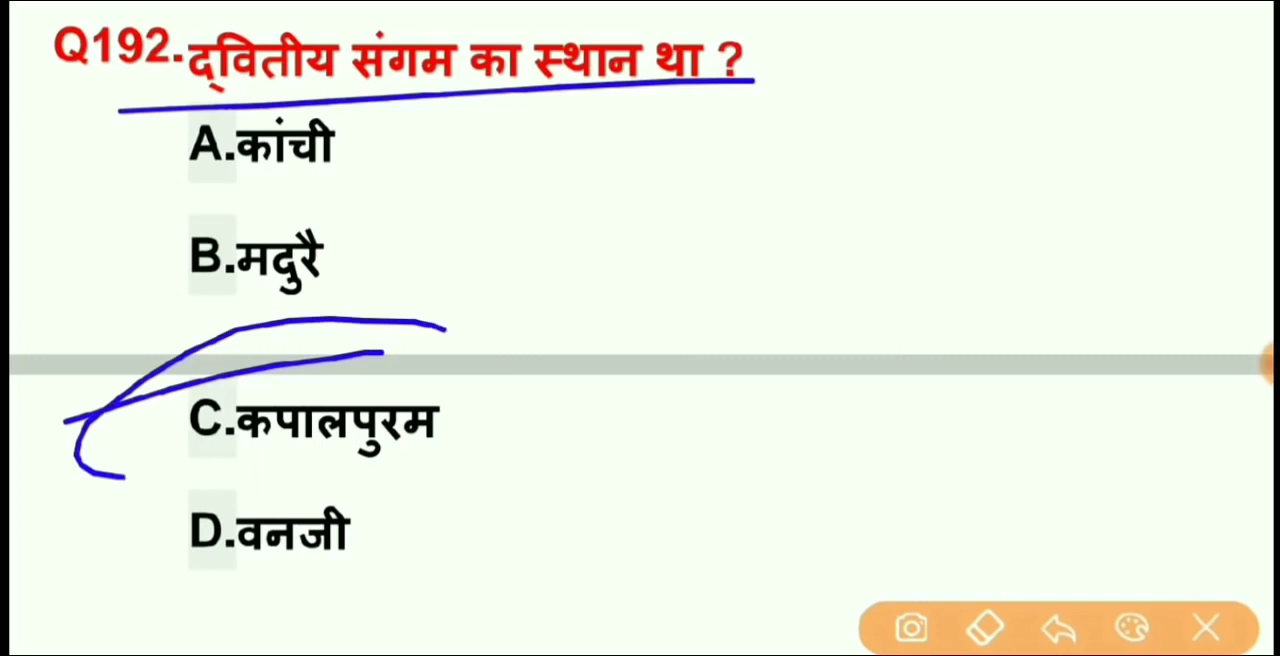 Q192.द्वितीय संगम का स्थान था ?
A.कांची
B.मदुरै
C.कपालपुरम
D.वनजी